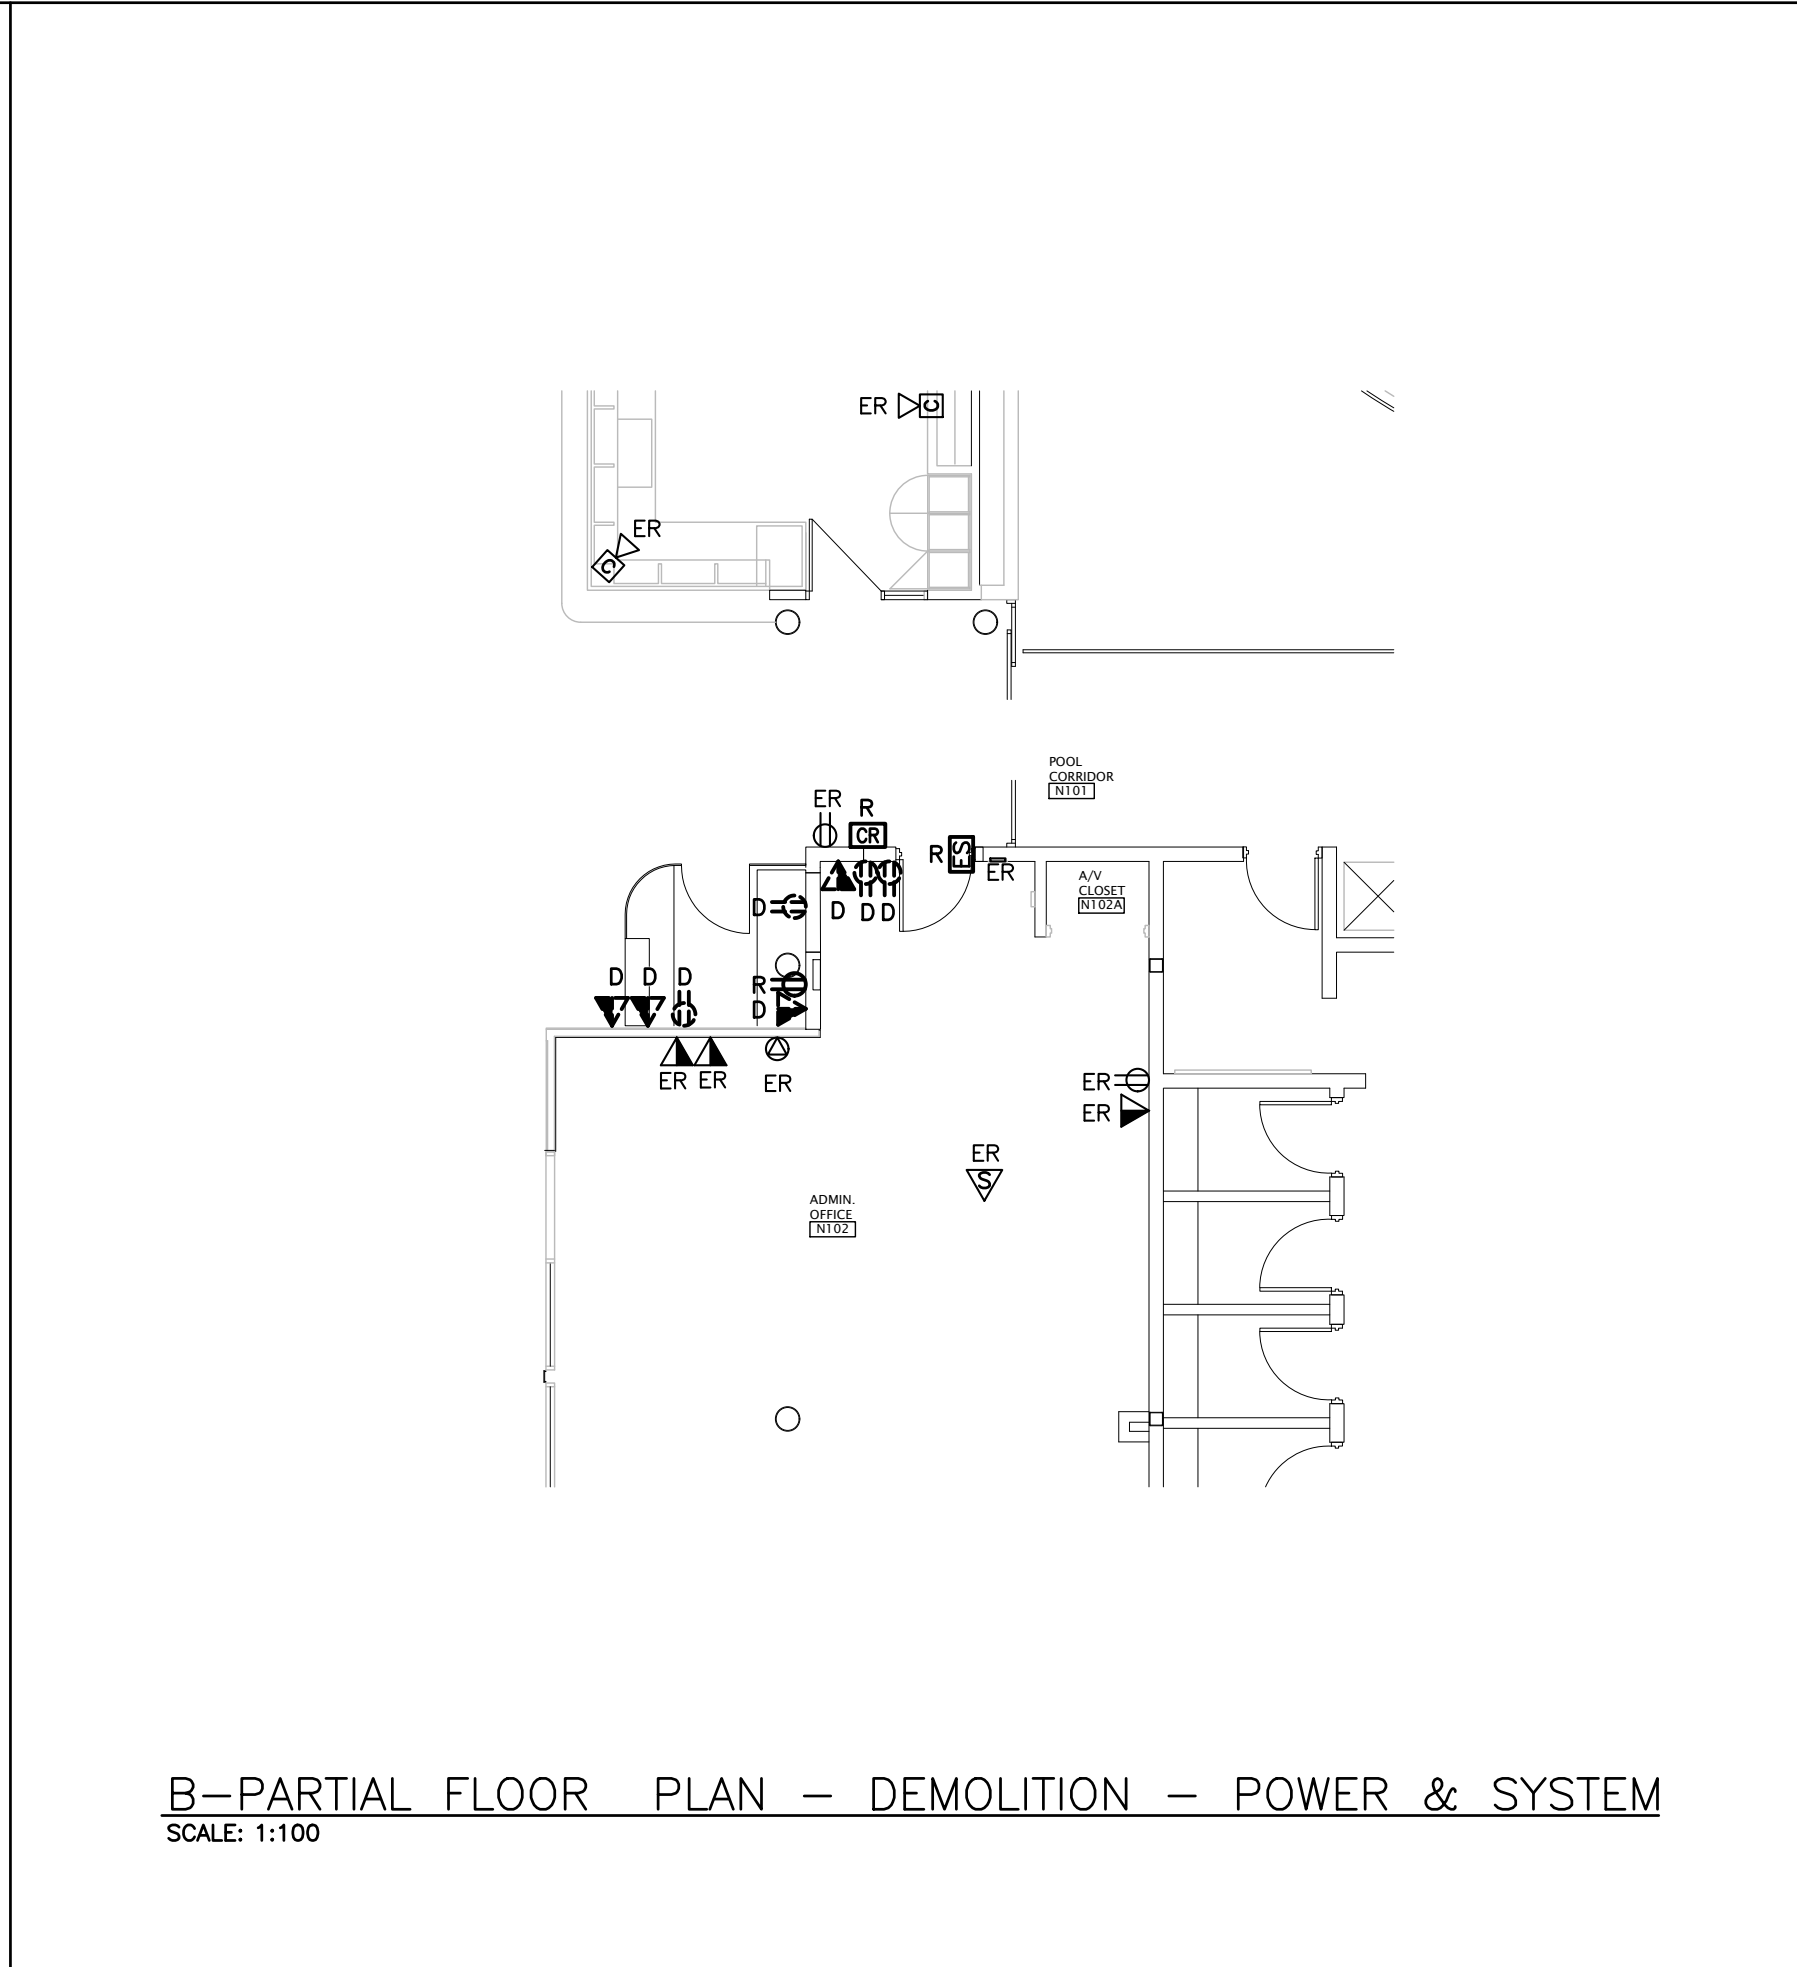 ER C
ER
C
POOL
CORRIDOR
N101
ER
R
CR
R ES
ER
A/V
CLOSET
N102A
D
D D D
D D D
R
D
ER ER ER
ER
ER
ER
S
ADMIN.
OFFICE
N102
B-PARTIAL FLOOR PLAN - DEMOLITION - POWER & SYSTEM
SCALE: 1:100